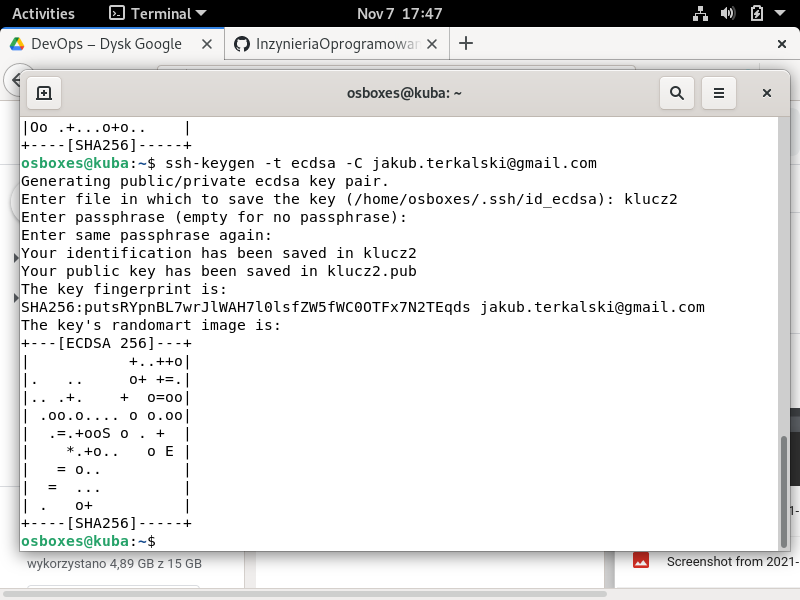 Activities
Terminal
Nov 7 17:47
DevOps – Dysk Google
InzynieriaOprogramowan
osboxes@kuba: ~
|Oo .+...o+o..    |
+----[SHA256]-----+
osboxes@kuba:~$ ssh-keygen -t ecdsa -C jakub.terkalski@gmail.com
Generating public/private ecdsa key pair.
Enter file in which to save the key (/home/osboxes/.ssh/id_ecdsa): klucz2
Enter passphrase (empty for no passphrase):
Enter same passphrase again:
Your identification has been saved in klucz2
Your public key has been saved in klucz2.pub
The key fingerprint is:
SHA256:putsRYpnBL7wrJlWAH7l0lsfZW5fWC0OTFx7N2TEqds jakub.terkalski@gmail.com
The key's randomart image is:
+---[ECDSA 256]---+
|           +..++o|
|.   ..     o+ +=.|
|.. .+.    +  o=oo|
| .oo.o.... o o.oo|
|  .=.+ooS o . +  |
|    *.+o..   o E |
|   = o..         |
|  =  ...         |
| .   o+          |
+----[SHA256]-----+
osboxes@kuba:~$
wykorzystano 4,89 GB z 15 GB
Screenshot from 2021-